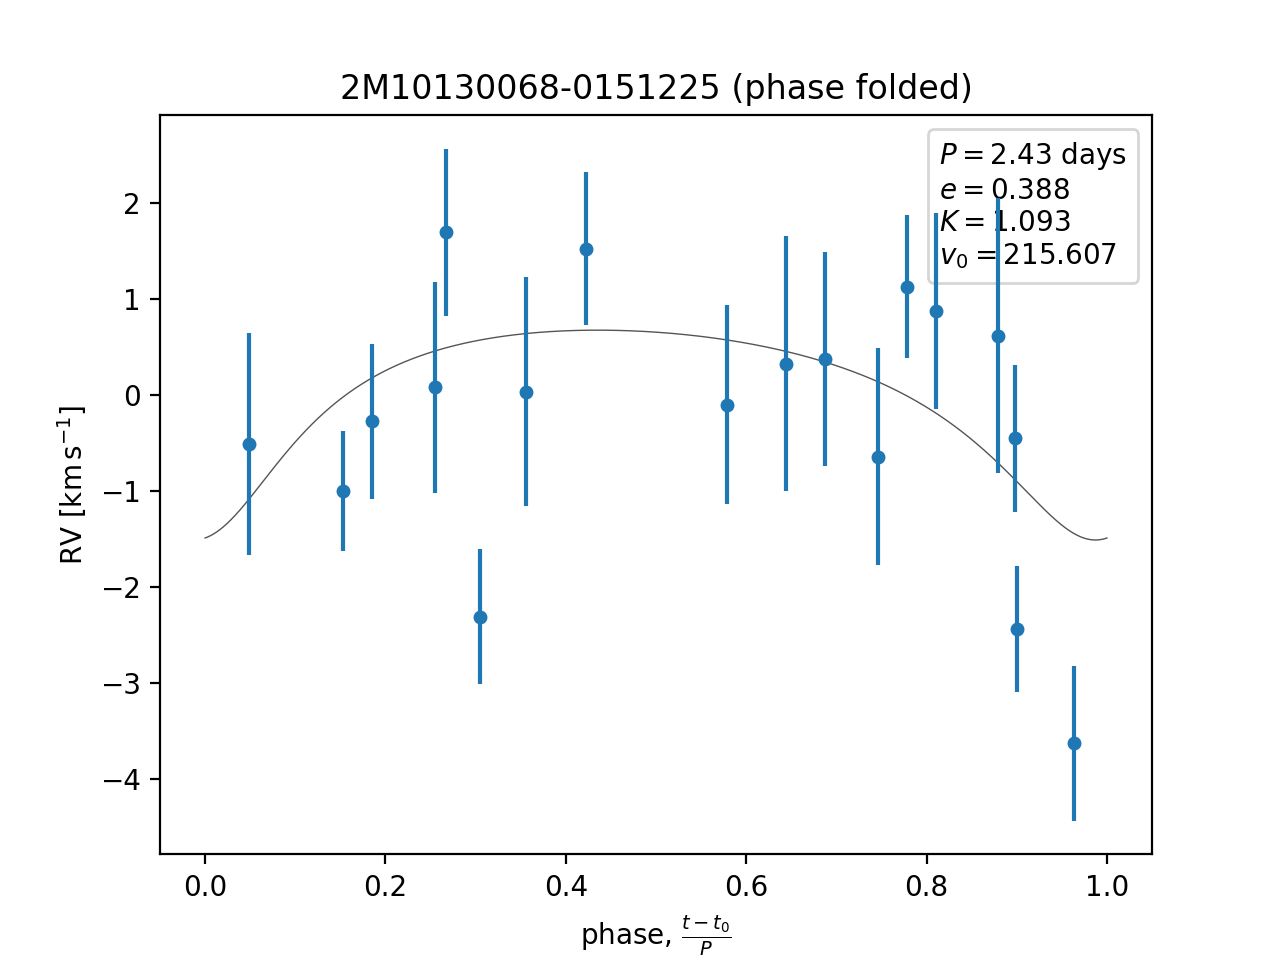 2M10130068-0151225 (phase folded)
P = 2.43 days
e = 0.388
K = 1.093
v₀ = 215.607
2
1
0
−1
−2
−3
−4
RV [km s⁻¹]
0.0 0.2 0.4 0.6 0.8 1.0
phase, (t − t₀)/P